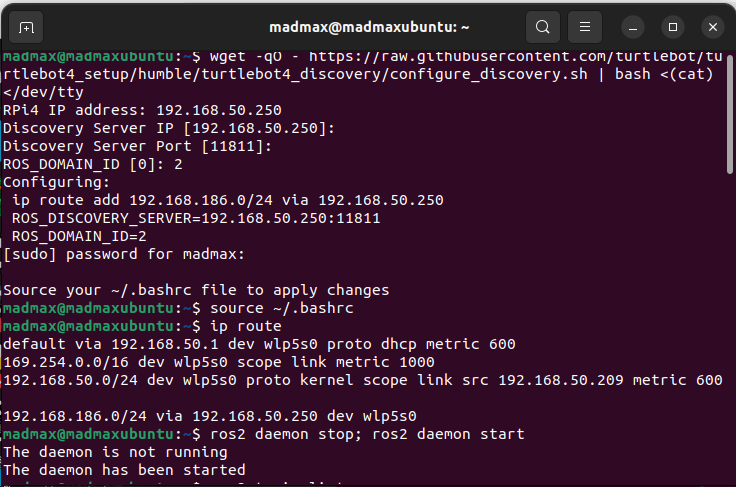 madmax@madmaxubuntu: ~
madmax@madmaxubuntu:~$ wget -qO - https://raw.githubusercontent.com/turtlebot/tu
rtlebot4_setup/humble/turtlebot4_discovery/configure_discovery.sh | bash <(cat)
</dev/tty
RPi4 IP address: 192.168.50.250
Discovery Server IP [192.168.50.250]:
Discovery Server Port [11811]:
ROS_DOMAIN_ID [0]: 2
Configuring:
 ip route add 192.168.186.0/24 via 192.168.50.250
 ROS_DISCOVERY_SERVER=192.168.50.250:11811
 ROS_DOMAIN_ID=2
[sudo] password for madmax:
Source your ~/.bashrc file to apply changes
madmax@madmaxubuntu:~$ source ~/.bashrc
madmax@madmaxubuntu:~$ ip route
default via 192.168.50.1 dev wlp5s0 proto dhcp metric 600
169.254.0.0/16 dev wlp5s0 scope link metric 1000
192.168.50.0/24 dev wlp5s0 proto kernel scope link src 192.168.50.209 metric 600
192.168.186.0/24 via 192.168.50.250 dev wlp5s0
madmax@madmaxubuntu:~$ ros2 daemon stop; ros2 daemon start
The daemon is not running
The daemon has been started